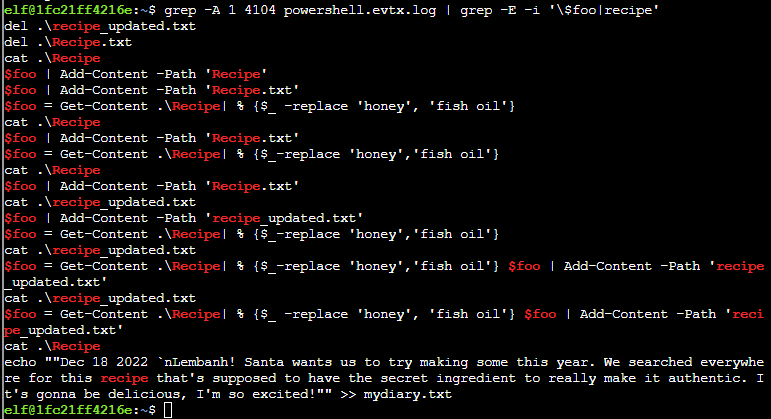 elf@1fc21ff4216e:~$ grep -A 1 4104 powershell.evtx.log | grep -E -i '\$foo|recipe'
del .\recipe_updated.txt
del .\Recipe.txt
cat .\Recipe
$foo | Add-Content -Path 'Recipe'
$foo | Add-Content -Path 'Recipe.txt'
$foo = Get-Content .\Recipe| % {$_ -replace 'honey', 'fish oil'}
cat .\Recipe
$foo | Add-Content -Path 'Recipe.txt'
$foo = Get-Content .\Recipe| % {$_-replace 'honey','fish oil'}
cat .\Recipe
$foo | Add-Content -Path 'Recipe.txt'
cat .\recipe_updated.txt
$foo | Add-Content -Path 'recipe_updated.txt'
$foo = Get-Content .\Recipe| % {$_-replace 'honey','fish oil'}
cat .\recipe_updated.txt
$foo = Get-Content .\Recipe| % {$_-replace 'honey','fish oil'} $foo | Add-Content -Path 'recipe
_updated.txt'
cat .\recipe_updated.txt
$foo = Get-Content .\Recipe| % {$_ -replace 'honey', 'fish oil'} $foo | Add-Content -Path 'reci
pe_updated.txt'
cat .\Recipe
echo ""Dec 18 2022 `nLembanh! Santa wants us to try making some this year. We searched everywhe
re for this recipe that's supposed to have the secret ingredient to really make it authentic. I
t's gonna be delicious, I'm so excited!"" >> mydiary.txt
elf@1fc21ff4216e:~$